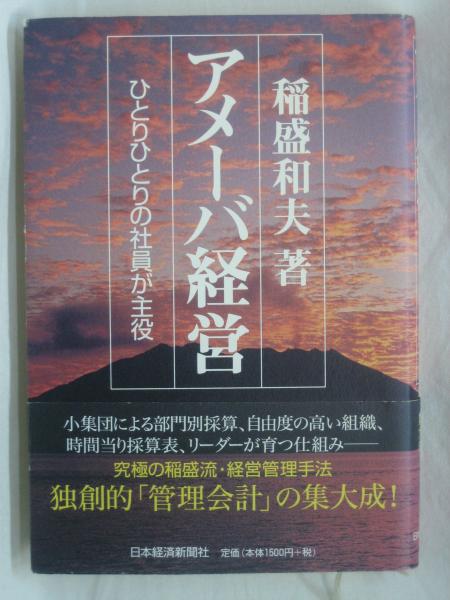 稲盛和夫 著
アメーバ経営
ひとりひとりの社員が主役
小集団による部門別採算、自由度の高い組織、
時間当り採算表、リーダーが育つ仕組み――
究極の稲盛流・経営管理手法
独創的「管理会計」の集大成!
日本経済新聞社 定価(本体1500円+税)